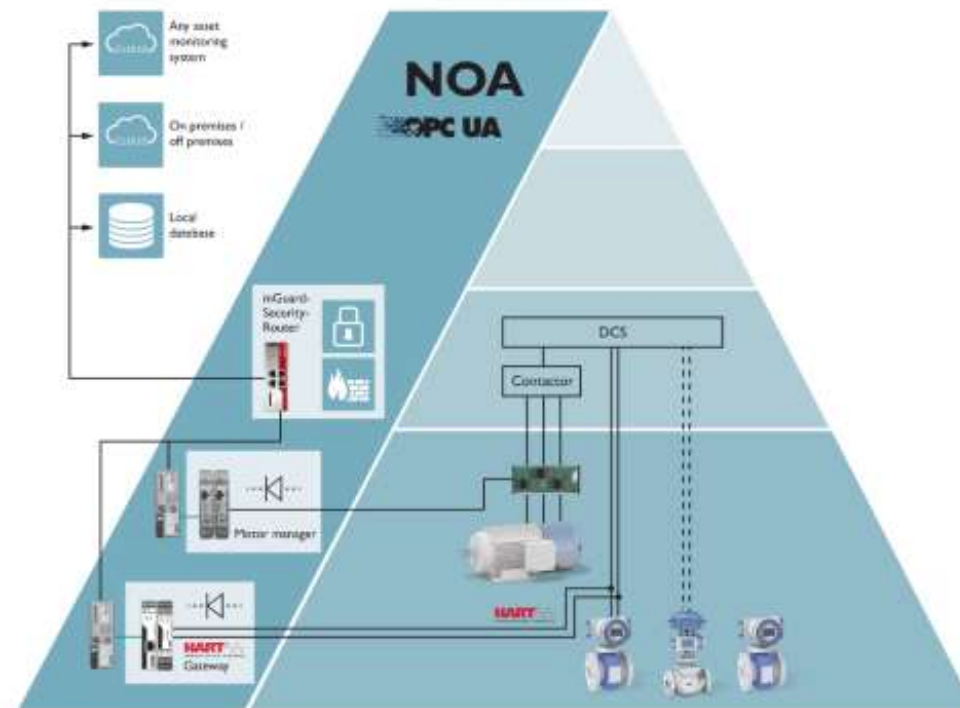 Any asset
monitoring
system
On premises /
off premises
Local
database
NOA
OPC UA
mGuard-
Security-
Router
DCS
Contactor
Motor manager
HART
HART
Gateway